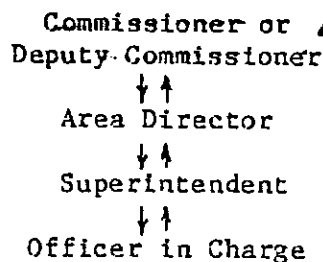 Commissioner or
Deputy Commissioner
↓ ↑
Area Director
↓ ↑
Superintendent
↓ ↑
Officer in Charge